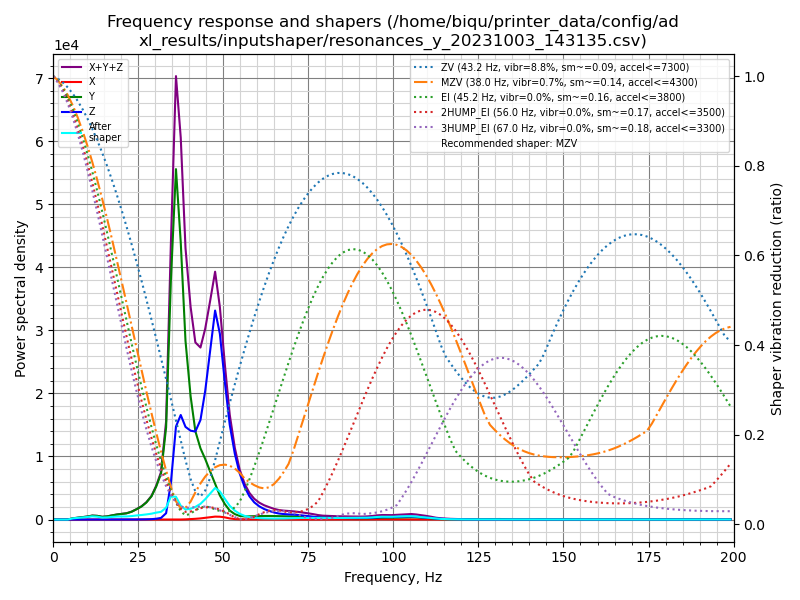 Frequency response and shapers (/home/biqu/printer_data/config/ad
xl_results/inputshaper/resonances_y_20231003_143135.csv)
1e4
X+Y+Z
X
Y
Z
After
shaper
ZV (43.2 Hz, vibr=8.8%, sm~=0.09, accel<=7300)
MZV (38.0 Hz, vibr=0.7%, sm~=0.14, accel<=4300)
EI (45.2 Hz, vibr=0.0%, sm~=0.16, accel<=3800)
2HUMP_EI (56.0 Hz, vibr=0.0%, sm~=0.17, accel<=3500)
3HUMP_EI (67.0 Hz, vibr=0.0%, sm~=0.18, accel<=3300)
Recommended shaper: MZV
Power spectral density
7
6
5
4
3
2
1
0
1.0
0.8
0.6
0.4
0.2
0.0
Shaper vibration reduction (ratio)
0 25 50 75 100 125 150 175 200
Frequency, Hz